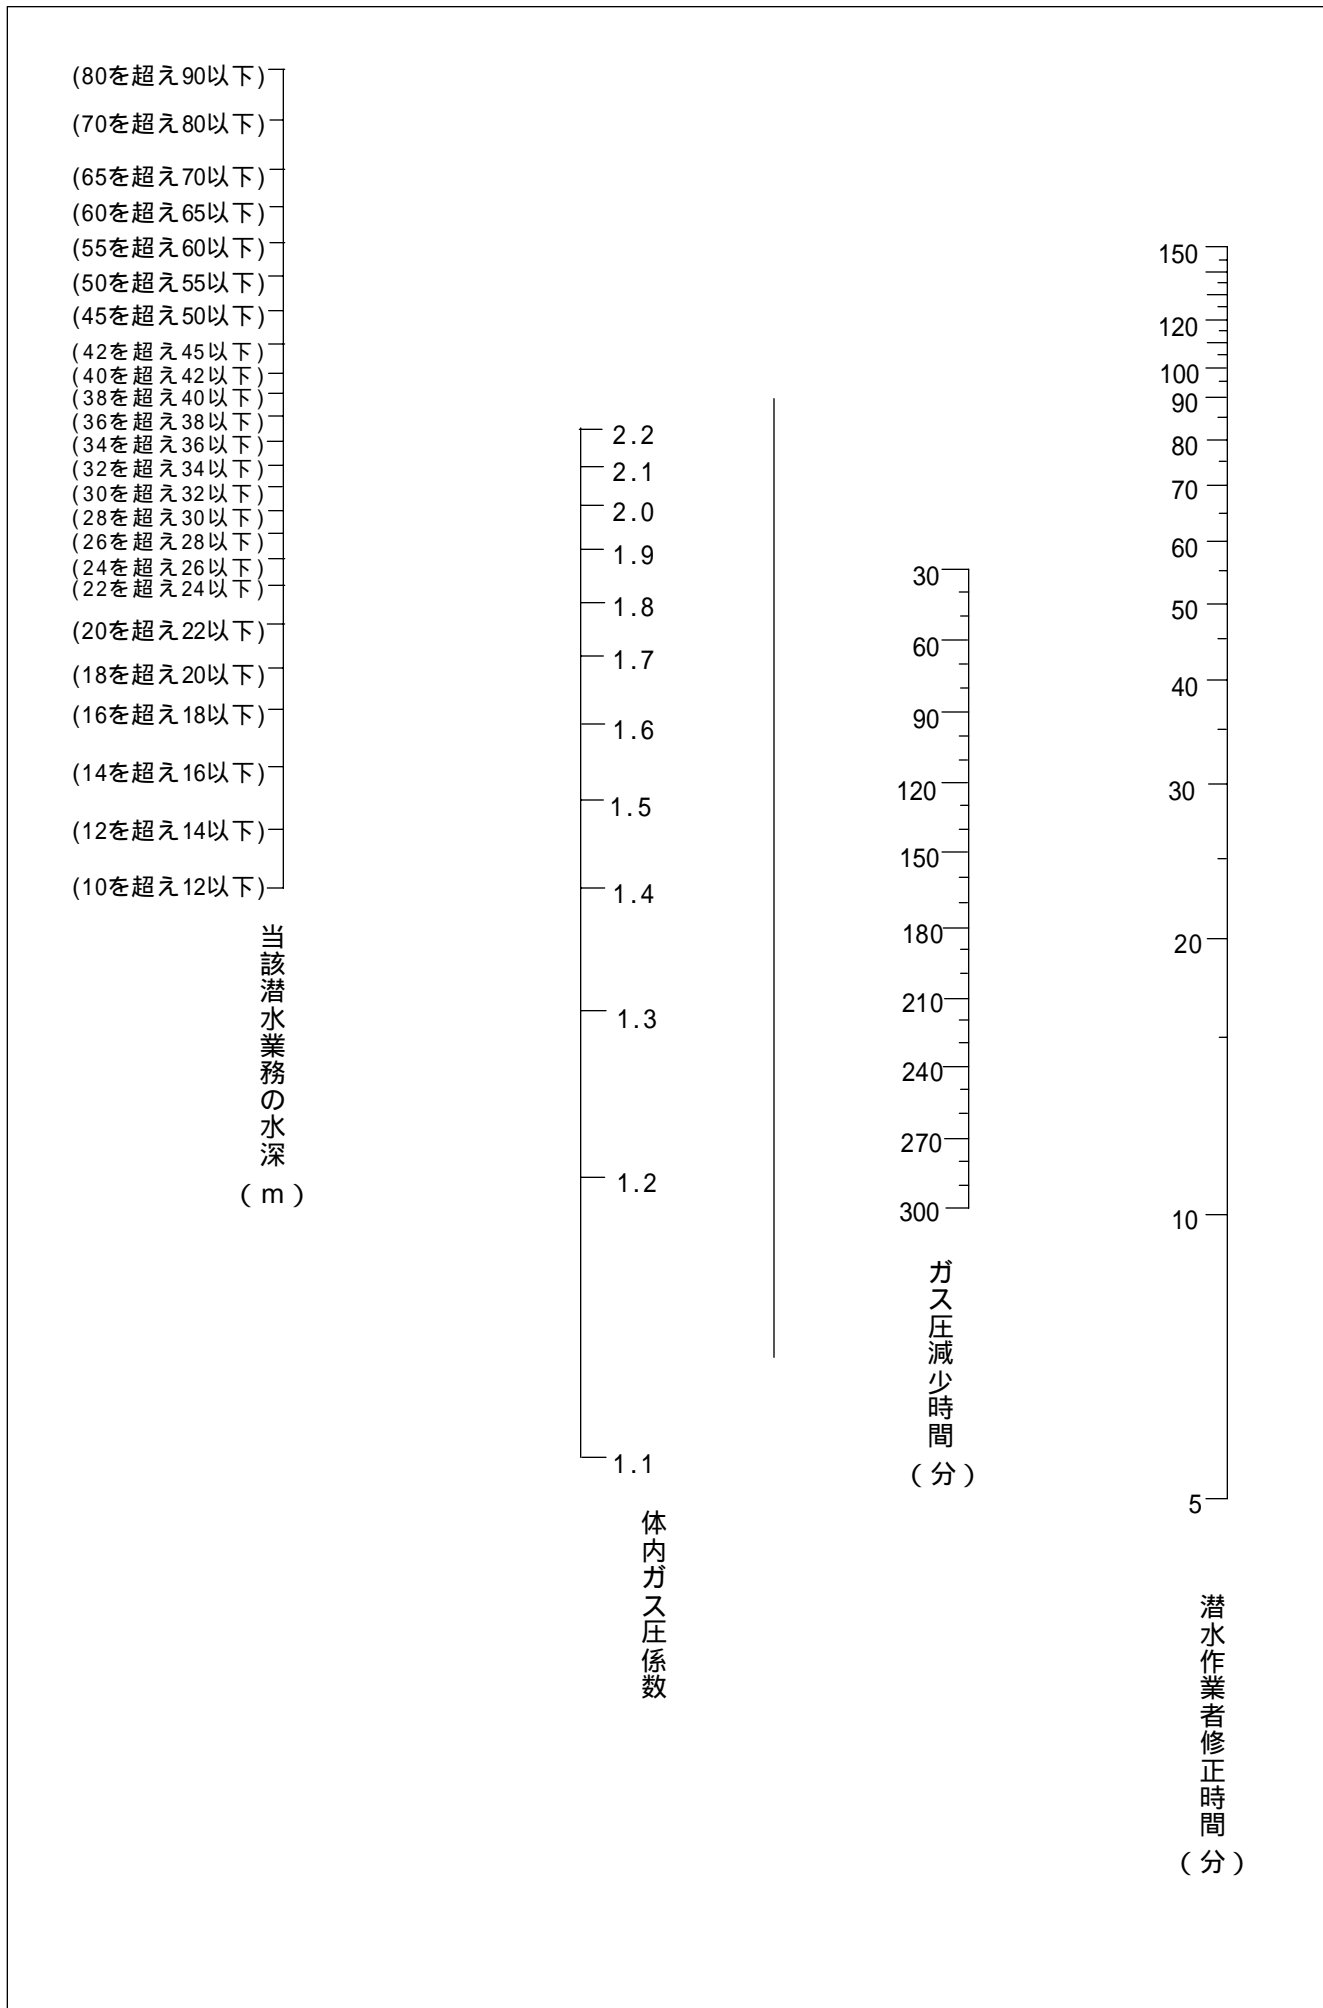 (80を超え90以下)
(70を超え80以下)
(65を超え70以下)
(60を超え65以下)
(55を超え60以下)
(50を超え55以下)
(45を超え50以下)
(42を超え45以下)
(40を超え42以下)
(38を超え40以下)
(36を超え38以下)
(34を超え36以下)
(32を超え34以下)
(30を超え32以下)
(28を超え30以下)
(26を超え28以下)
(24を超え26以下)
(22を超え24以下)
(20を超え22以下)
(18を超え20以下)
(16を超え18以下)
(14を超え16以下)
(12を超え14以下)
(10を超え12以下)
当該潜水業務の水深
(m)
2.2
2.1
2.0
1.9
1.8
1.7
1.6
1.5
1.4
1.3
1.2
1.1
体内ガス圧係数
30
60
90
120
150
180
210
240
270
300
ガス圧減少時間
(分)
150
120
100
90
80
70
60
50
40
30
20
10
5
潜水作業者修正時間
(分)